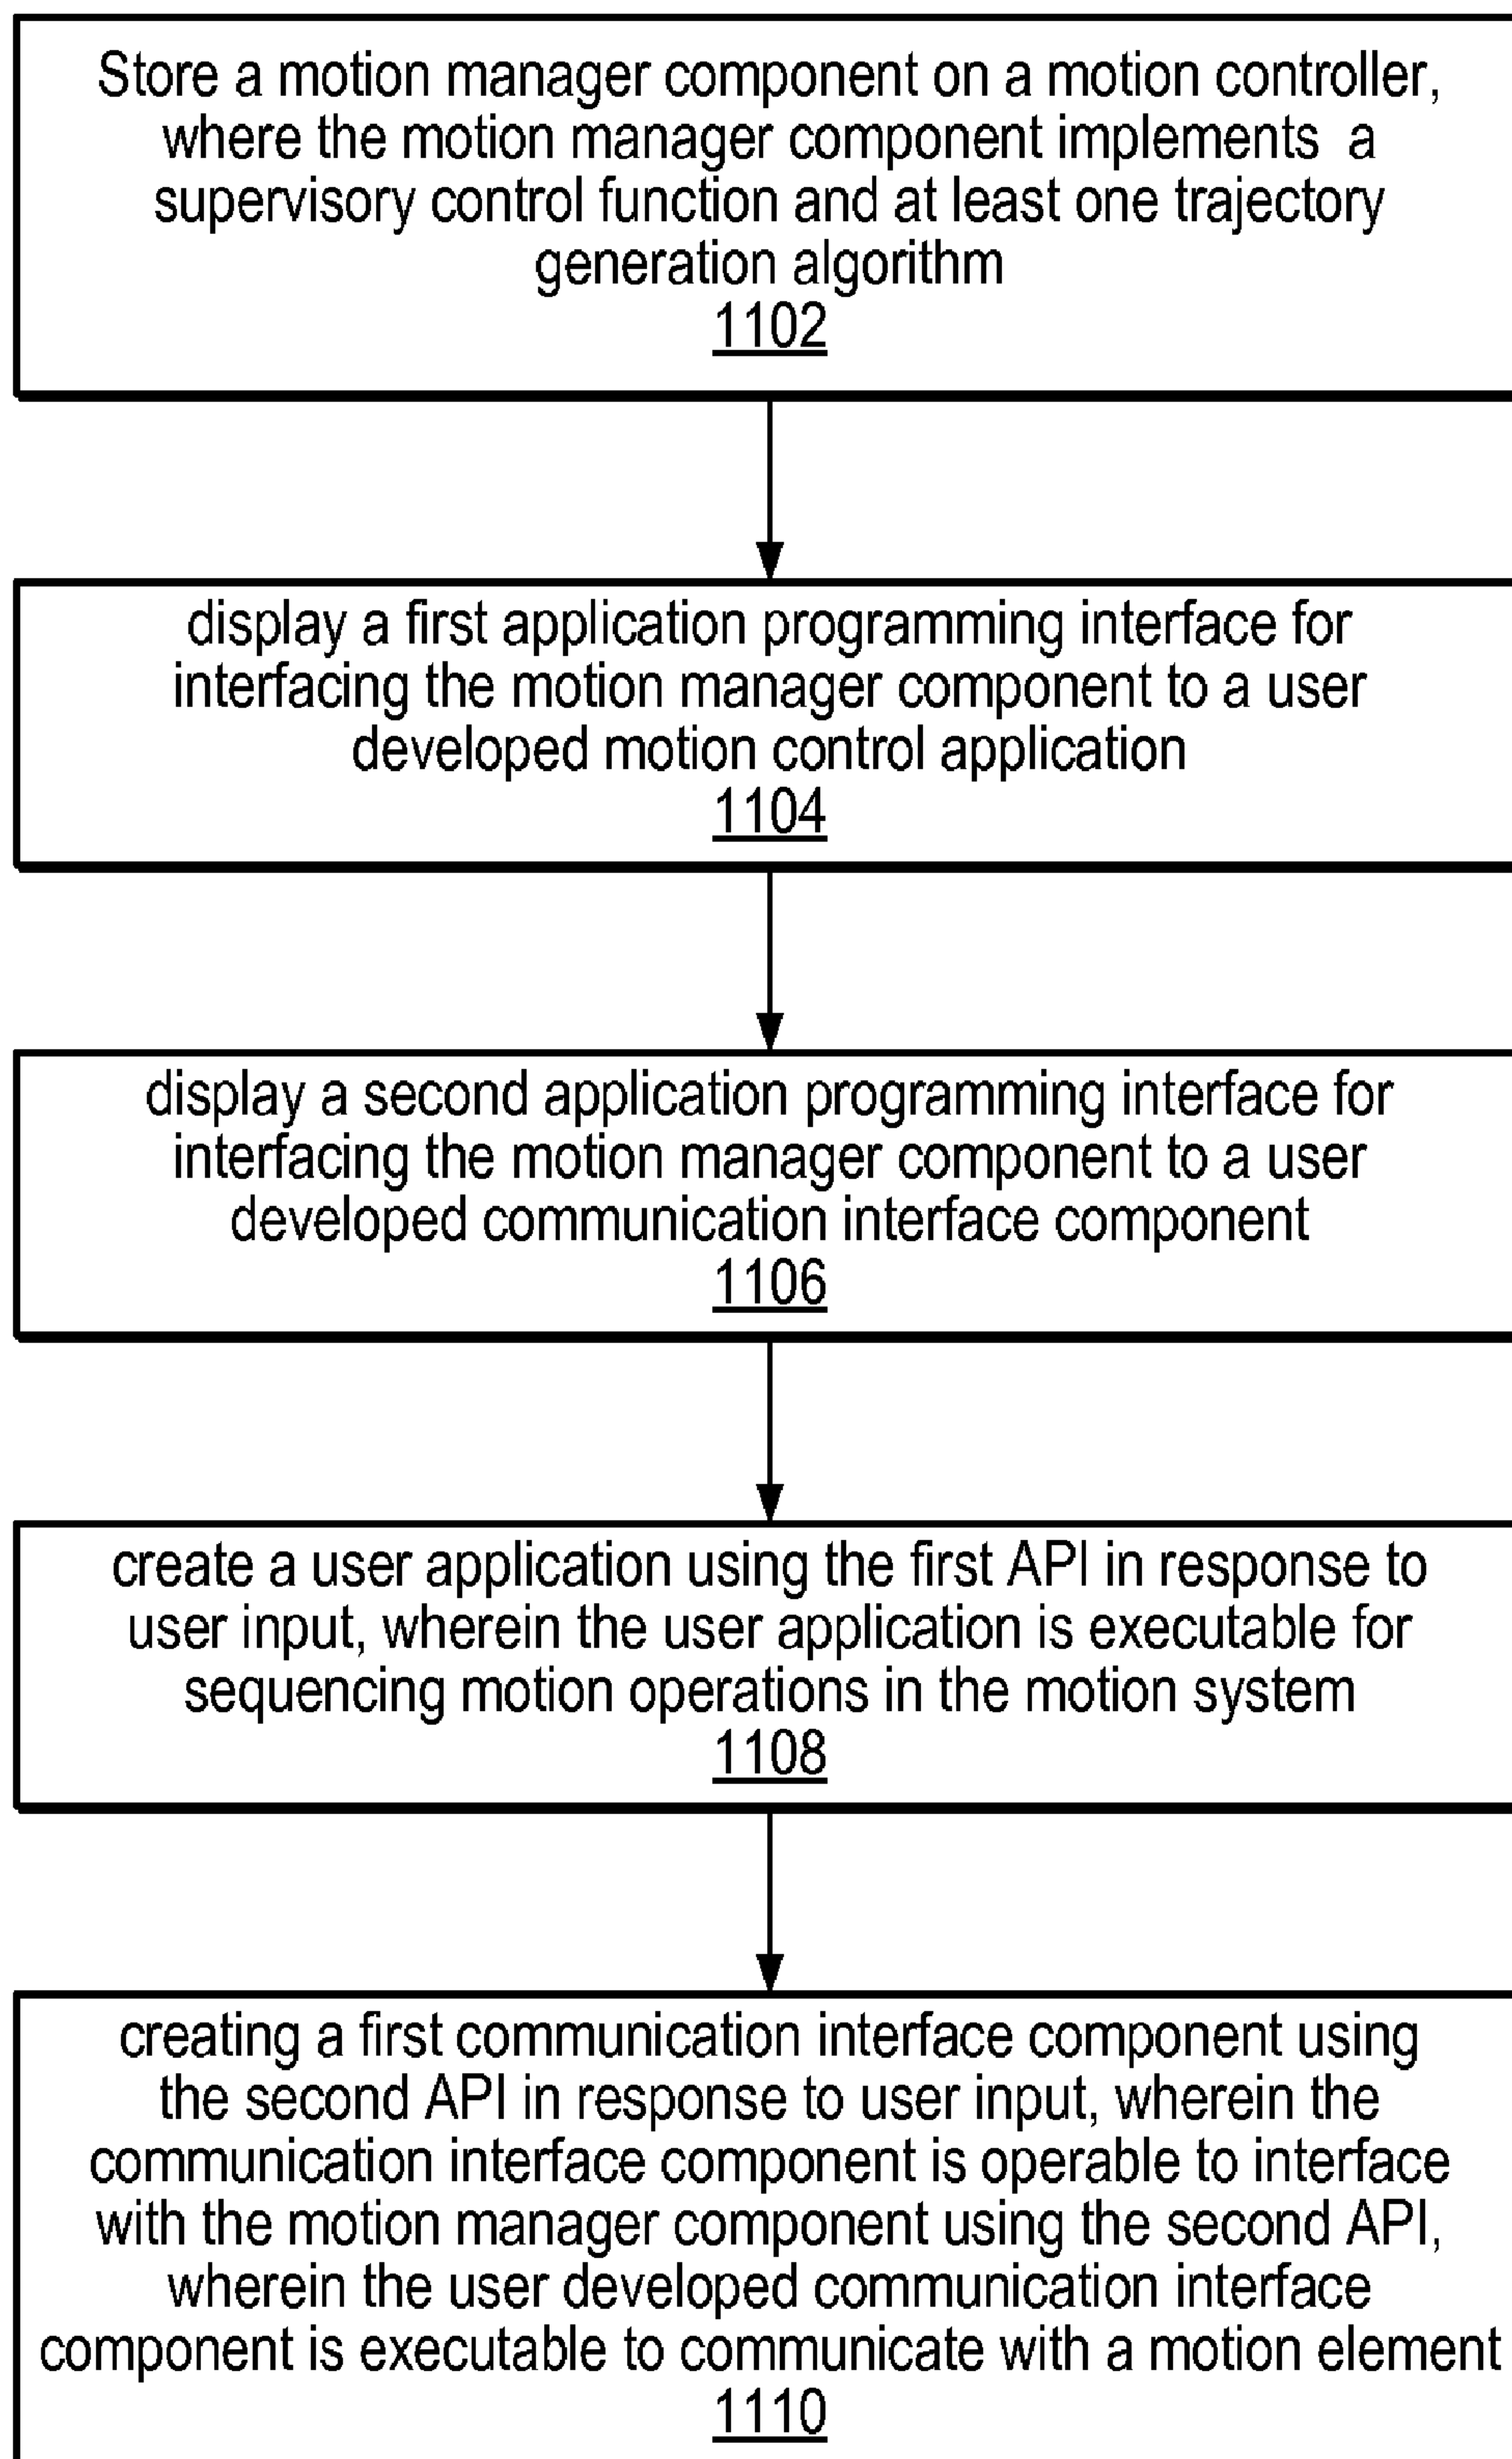 Store a motion manager component on a motion controller,
where the motion manager component implements a
supervisory control function and at least one trajectory
generation algorithm
1102
display a first application programming interface for
interfacing the motion manager component to a user
developed motion control application
1104
display a second application programming interface for
interfacing the motion manager component to a user
developed communication interface component
1106
create a user application using the first API in response to
user input, wherein the user application is executable for
sequencing motion operations in the motion system
1108
creating a first communication interface component using
the second API in response to user input, wherein the
communication interface component is operable to interface
with the motion manager component using the second API,
wherein the user developed communication interface
component is executable to communicate with a motion element
1110